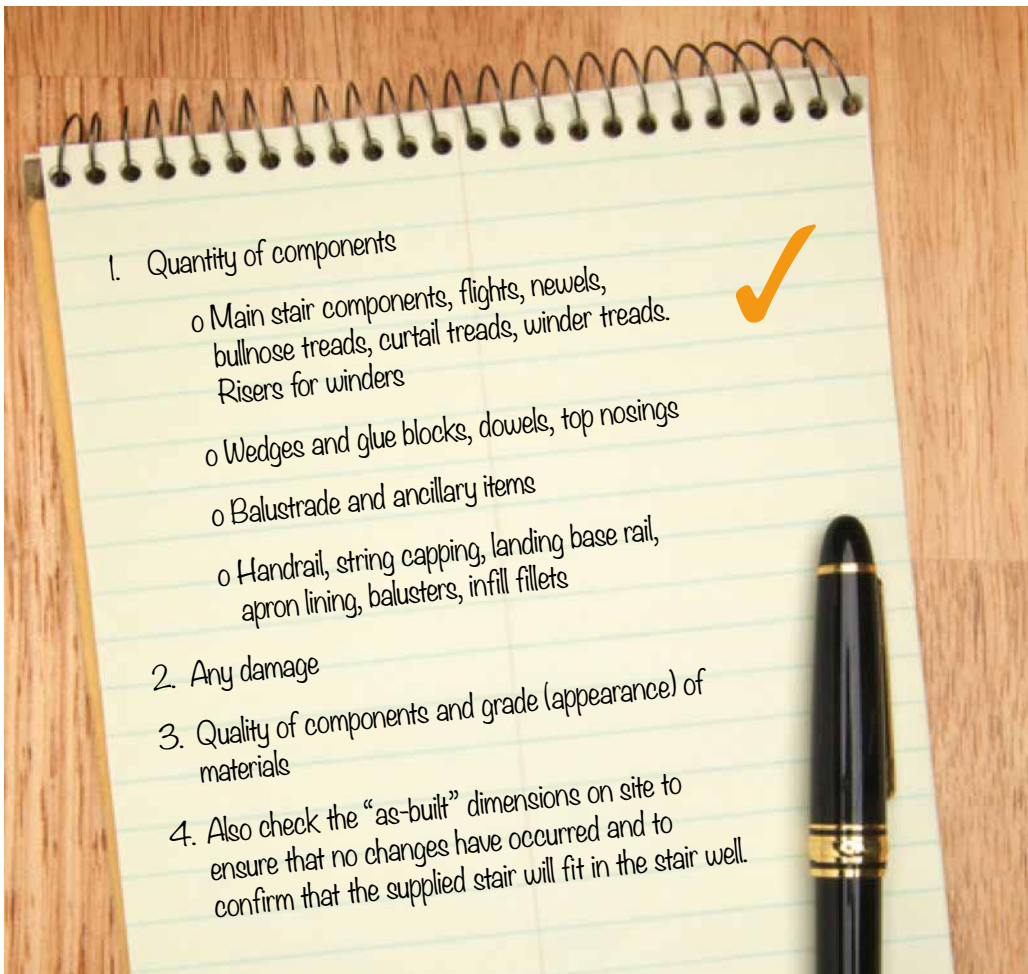 1. Quantity of components
o Main stair components, flights, newels,
bullnose treads, curtail treads, winder treads.
Risers for winders
o Wedges and glue blocks, dowels, top nosings
o Balustrade and ancillary items
o Handrail, string capping, landing base rail,
apron lining, balusters, infill fillets
2. Any damage
3. Quality of components and grade (appearance) of
materials
4. Also check the “as-built” dimensions on site to
ensure that no changes have occurred and to
confirm that the supplied stair will fit in the stair well.